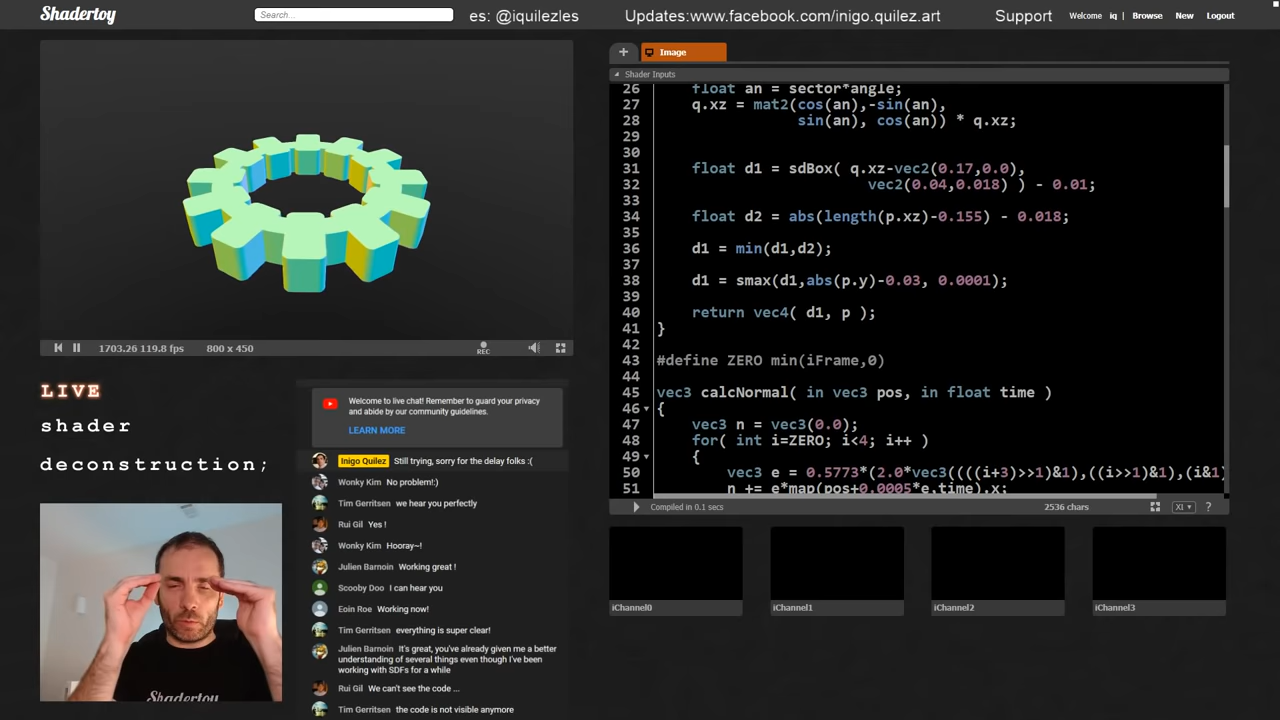 Shadertoy
Search...
es: @iquilezles
Updates:www.facebook.com/inigo.quilez.art
Support
Welcome iq | Browse New Logout
1703.26 119.8 fps 800 x 450
REC
LIVE
shader
deconstruction;
Welcome to live chat! Remember to guard your privacy
and abide by our community guidelines.
LEARN MORE
Inigo Quilez Still trying, sorry for the delay folks :(
Wonky Kim No problem!:)
Tim Gerritsen we hear you perfectly
Rui Gil Yes !
Wonky Kim Hooray~!
Julien Barnoin Working great !
Scooby Doo I can hear you
Eoin Roe Working now!
Tim Gerritsen everything is super clear!
Julien Barnoin It's great, you've already given me a better
understanding of several things even though I've been
working with SDFs for a while
Rui Gil We can't see the code ...
Tim Gerritsen the code is not visible anymore
Shadertoy
+ Image
Shader Inputs
26 float an = sector*angle;
27 q.xz = mat2(cos(an),-sin(an),
28 sin(an), cos(an)) * q.xz;
29
30
31 float d1 = sdBox( q.xz-vec2(0.17,0.0),
32 vec2(0.04,0.018) ) - 0.01;
33
34 float d2 = abs(length(p.xz)-0.155) - 0.018;
35
36 d1 = min(d1,d2);
37
38 d1 = smax(d1,abs(p.y)-0.03, 0.0001);
39
40 return vec4( d1, p );
41 }
42
43 #define ZERO min(iFrame,0)
44
45 vec3 calcNormal( in vec3 pos, in float time )
46 {
47 vec3 n = vec3(0.0);
48 for( int i=ZERO; i<4; i++ )
49 {
50 vec3 e = 0.5773*(2.0*vec3((((i+3)>>1)&1),((i>>1)&1),(i&1)
51 n += e*map(pos+0.0005*e,time).x;
Compiled in 0.1 secs
2536 chars
Xl
?
iChannel0
iChannel1
iChannel2
iChannel3